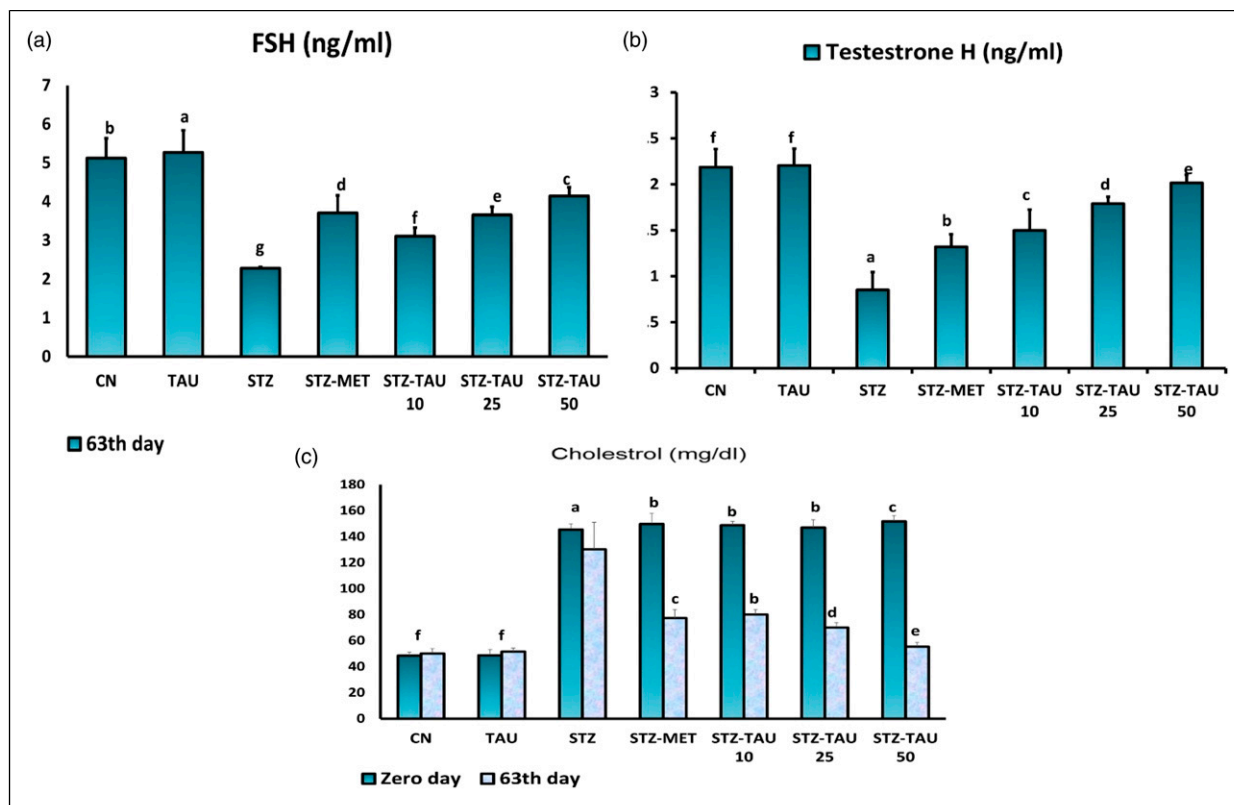 (a)
FSH (ng/ml)
7
6
5
4
3
2
1
0
b
a
g
d
f
e
c
CN TAU STZ STZ-MET STZ-TAU 10 STZ-TAU 25 STZ-TAU 50
63th day
(b)
Testestrone H (ng/ml)
3
.5
2
.5
1
.5
0
f
f
a
b
c
d
e
CN TAU STZ STZ-MET STZ-TAU 10 STZ-TAU 25 STZ-TAU 50
(c)
Cholestrol (mg/dl)
180
160
140
120
100
80
60
40
20
0
f
f
a
b
c
b
b
b
d
c
e
CN TAU STZ STZ-MET STZ-TAU 10 STZ-TAU 25 STZ-TAU 50
Zero day 63th day